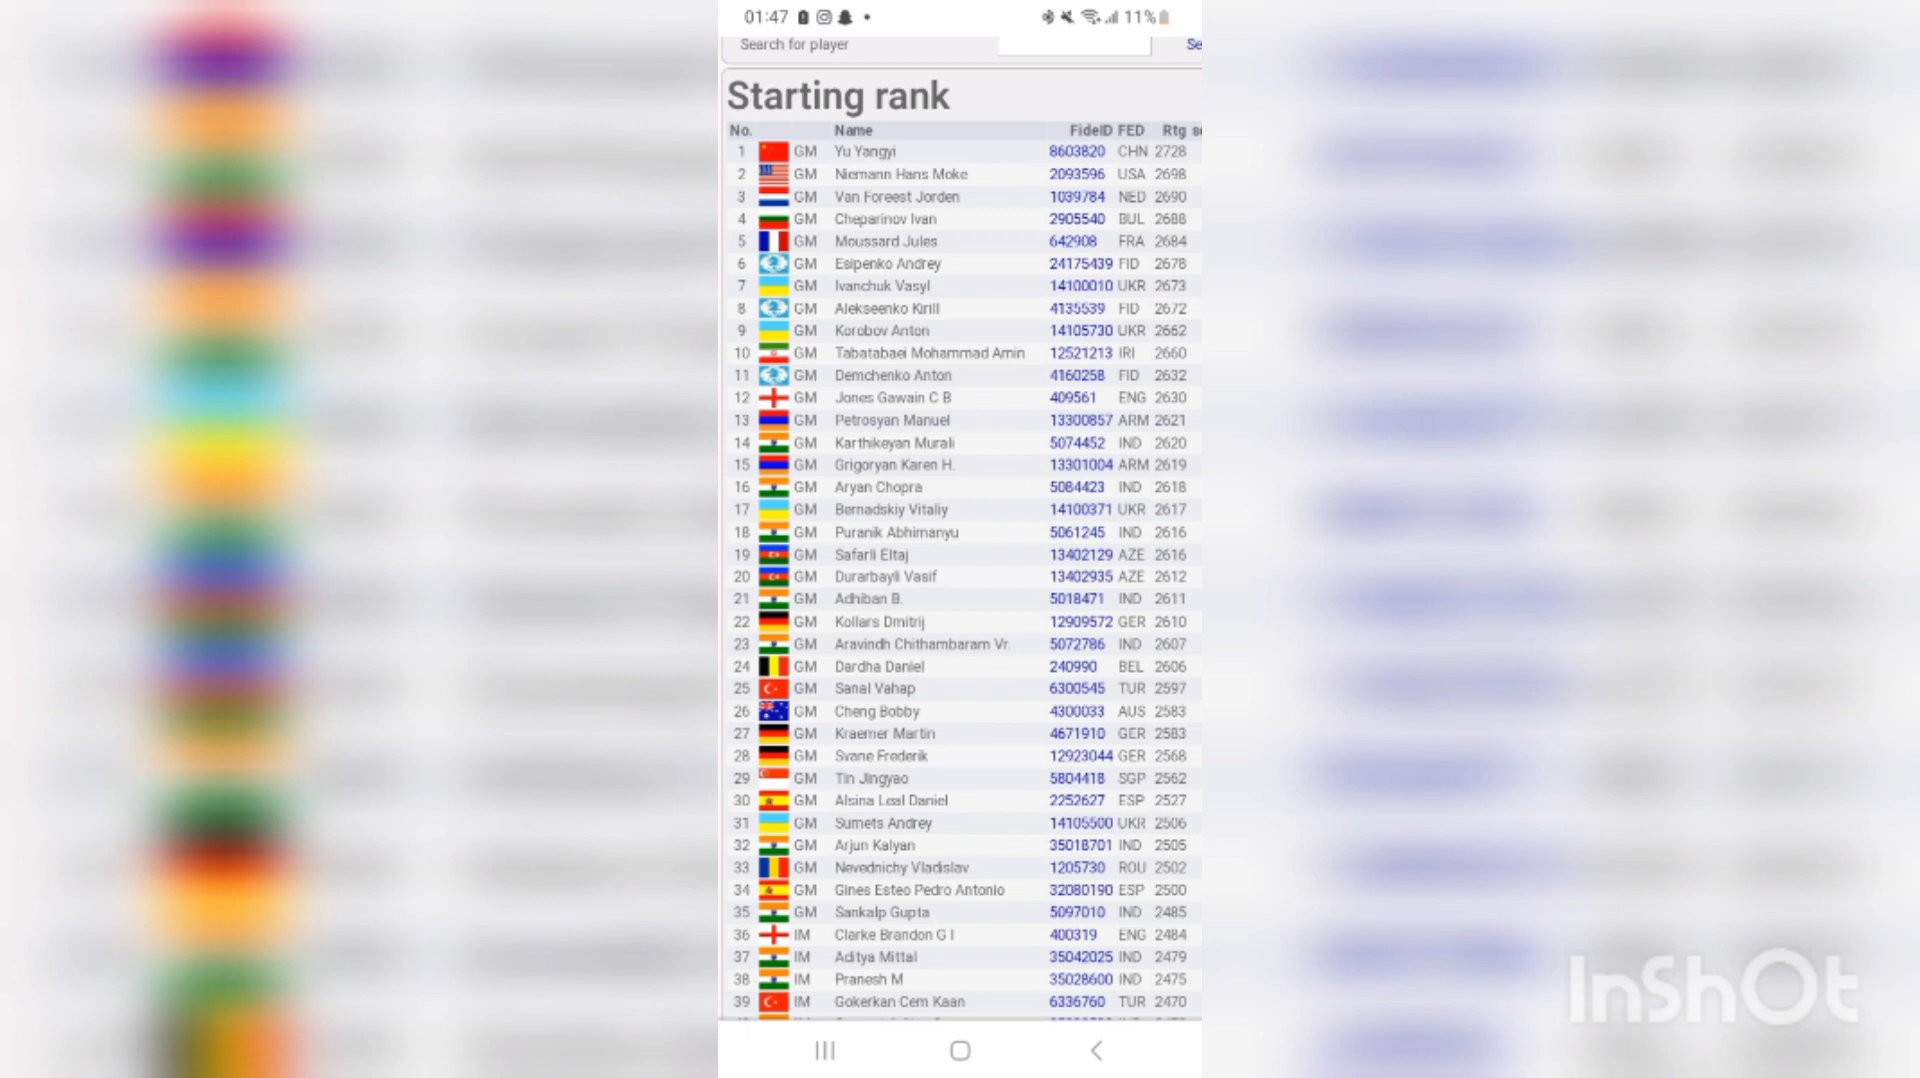 01:47 11%
Search for player Se
Starting rank
No. Name FideID FED Rtg
1 GM Yu Yangyi 8603820 CHN 2728
2 GM Niemann Hans Moke 2093596 USA 2698
3 GM Van Foreest Jorden 1039784 NED 2690
4 GM Cheparinov Ivan 2905540 BUL 2688
5 GM Moussard Jules 642908 FRA 2684
6 GM Esipenko Andrey 24175439 FID 2678
7 GM Ivanchuk Vasyl 14100010 UKR 2673
8 GM Alekseenko Kirill 4135539 FID 2672
9 GM Korobov Anton 14105730 UKR 2662
10 GM Tabatabaei Mohammad Amin 12521213 IRI 2660
11 GM Demchenko Anton 4160258 FID 2632
12 GM Jones Gawain C B 409561 ENG 2630
13 GM Petrosyan Manuel 13300857 ARM 2621
14 GM Karthikeyan Murali 5074452 IND 2620
15 GM Grigoryan Karen H. 13301004 ARM 2619
16 GM Aryan Chopra 5084423 IND 2618
17 GM Bernadskiy Vitaliy 14100371 UKR 2617
18 GM Puranik Abhimanyu 5061245 IND 2616
19 GM Safarli Eltaj 13402129 AZE 2616
20 GM Durarbayli Vasif 13402935 AZE 2612
21 GM Adhiban B. 5018471 IND 2611
22 GM Kollars Dmitrij 12909572 GER 2610
23 GM Aravindh Chithambaram Vr. 5072786 IND 2607
24 GM Dardha Daniel 240990 BEL 2606
25 GM Sanal Vahap 6300545 TUR 2597
26 GM Cheng Bobby 4300033 AUS 2583
27 GM Kraemer Martin 4671910 GER 2583
28 GM Svane Frederik 12923044 GER 2568
29 GM Tin Jingyao 5804418 SGP 2562
30 GM Alsina Leal Daniel 2252627 ESP 2527
31 GM Sumets Andrey 14105500 UKR 2506
32 GM Arjun Kalyan 35018701 IND 2505
33 GM Nevednichy Vladislav 1205730 ROU 2502
34 GM Gines Esteo Pedro Antonio 32080190 ESP 2500
35 GM Sankalp Gupta 5097010 IND 2485
36 IM Clarke Brandon G I 400319 ENG 2484
37 IM Aditya Mittal 35042025 IND 2479
38 IM Pranesh M 35028600 IND 2475
39 IM Gokerkan Cem Kaan 6336760 TUR 2470
InShOt